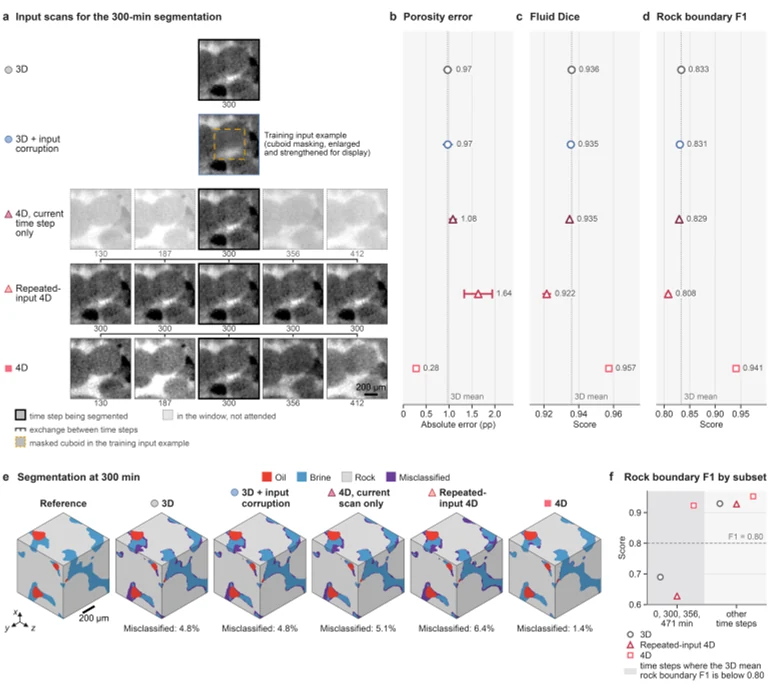 a Input scans for the 300-min segmentation
3D
300
3D + input
corruption
Training input example
(cuboid masking, enlarged
and strengthened for display)
4D, current
time step
only
130 187 300 356 412
Repeated-
input 4D
300 300 300 300 300
4D
200 µm
130 187 300 356 412
time step being segmented
in the window, not attended
exchange between time steps
masked cuboid in the training input example
b Porosity error
0.97
0.97
1.08
1.64
0.28
3D mean
0 0.5 1.0 1.5 2.0
Absolute error (pp)
c Fluid Dice
0.936
0.935
0.935
0.922
0.957
3D mean
0.92 0.94 0.96
Score
d Rock boundary F1
0.833
0.831
0.829
0.808
0.941
3D mean
0.80 0.85 0.90 0.95
Score
e Segmentation at 300 min
Oil Brine Rock Misclassified
Reference
3D
3D + input
corruption
4D, current
scan only
Repeated-
input 4D
4D
x
y z
200 µm
Misclassified: 4.8%
Misclassified: 4.8%
Misclassified: 5.1%
Misclassified: 6.4%
Misclassified: 1.4%
f Rock boundary F1 by subset
Score
0.9
0.8
0.7
0.6
F1 = 0.80
0, 300, 356,
471 min
other
time steps
3D
Repeated-input 4D
4D
time steps where the 3D mean
rock boundary F1 is below 0.80